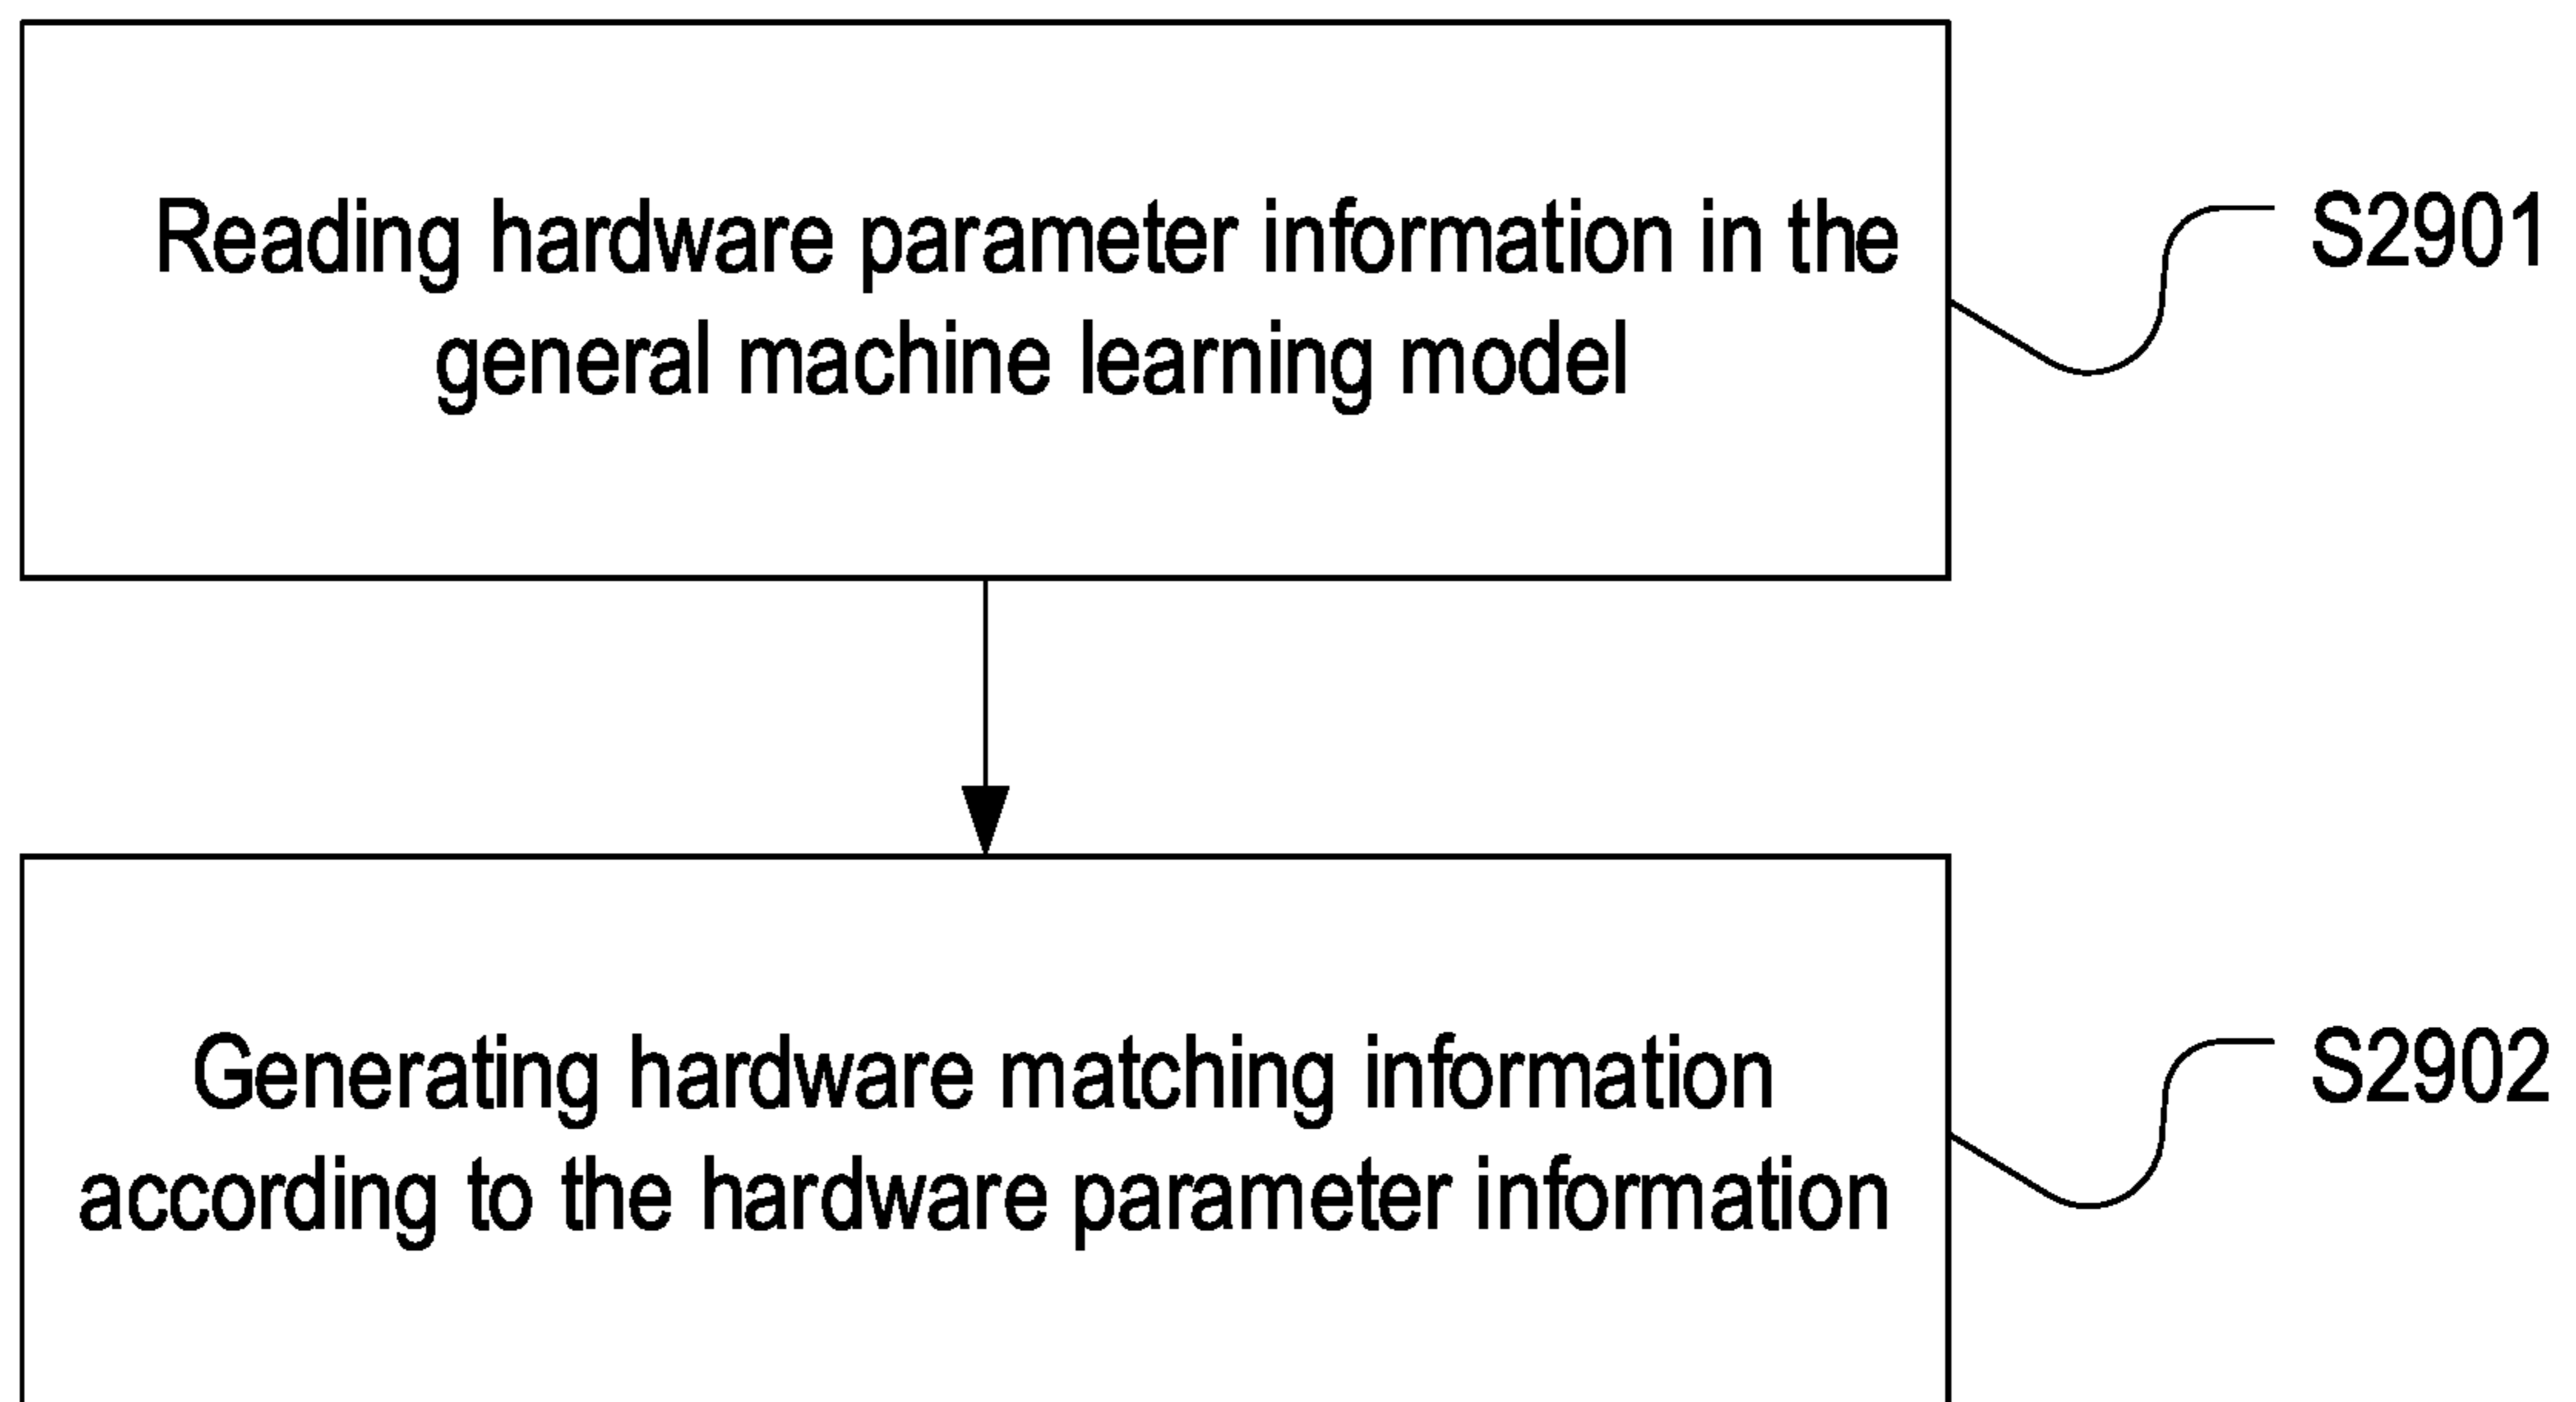 Reading hardware parameter information in the
general machine learning model
S2901
Generating hardware matching information
according to the hardware parameter information
S2902